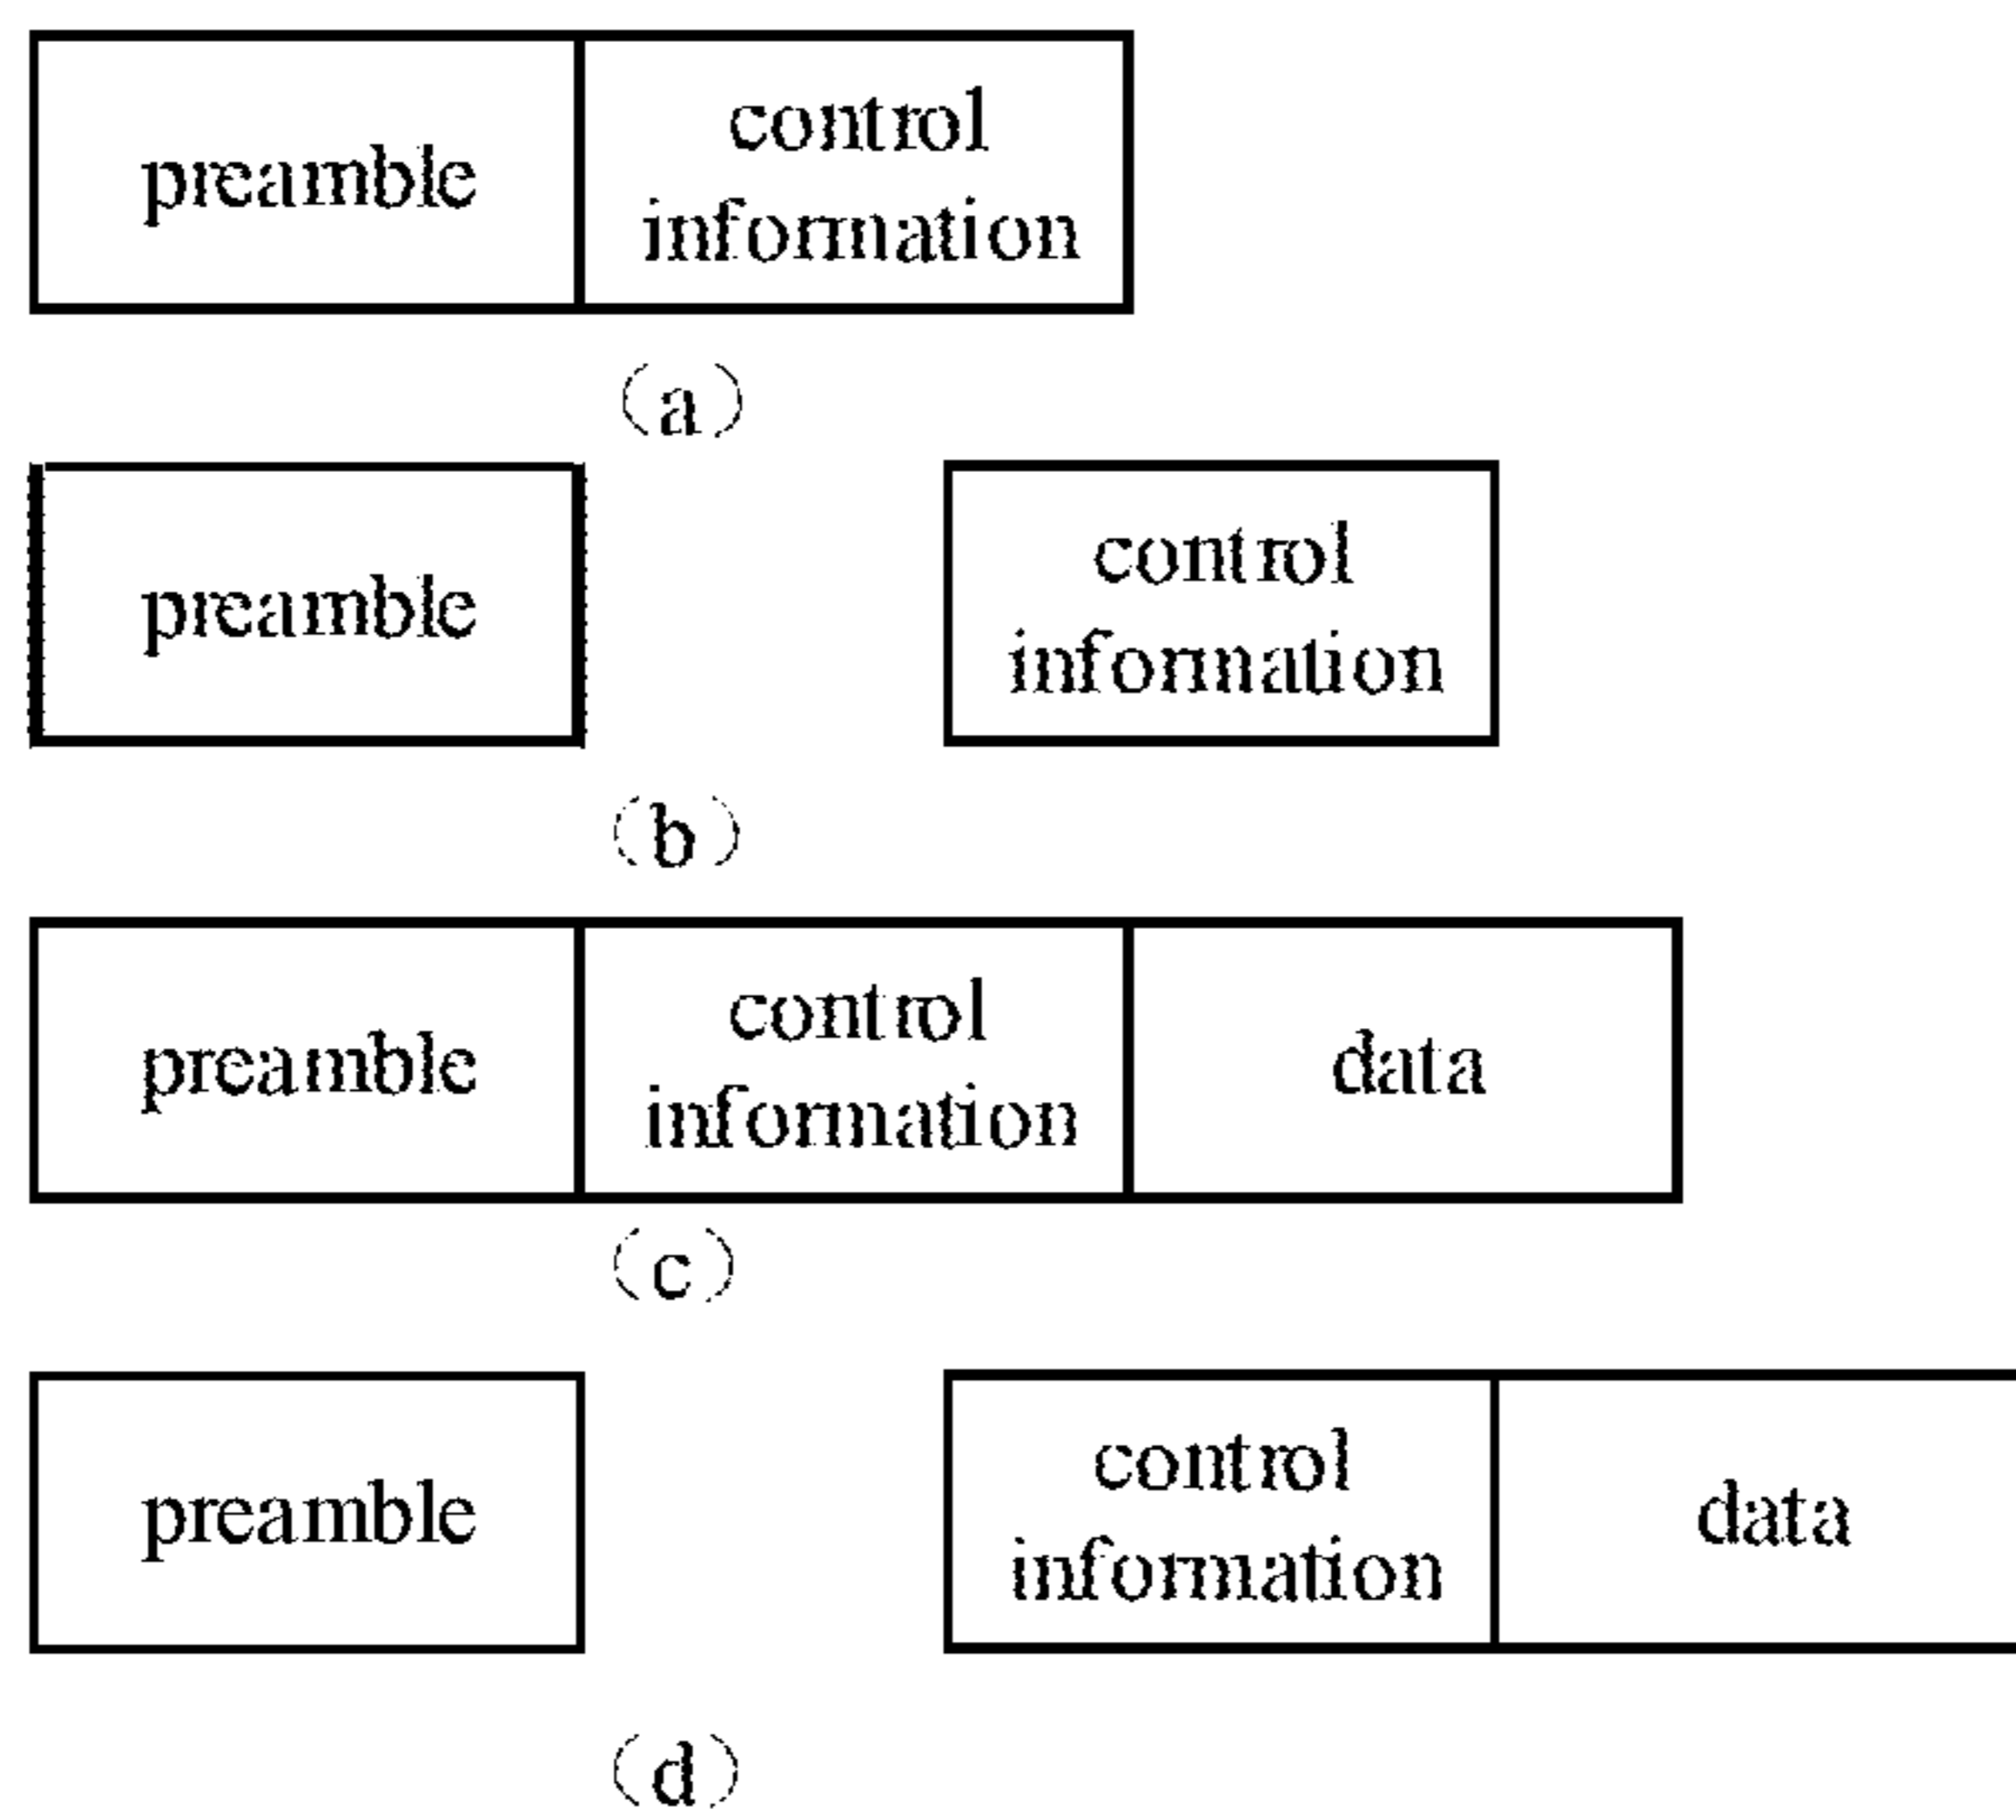 preamble
control
information
(a)
preamble
control
information
(b)
preamble
control
information
data
(c)
preamble
control
information
data
(d)